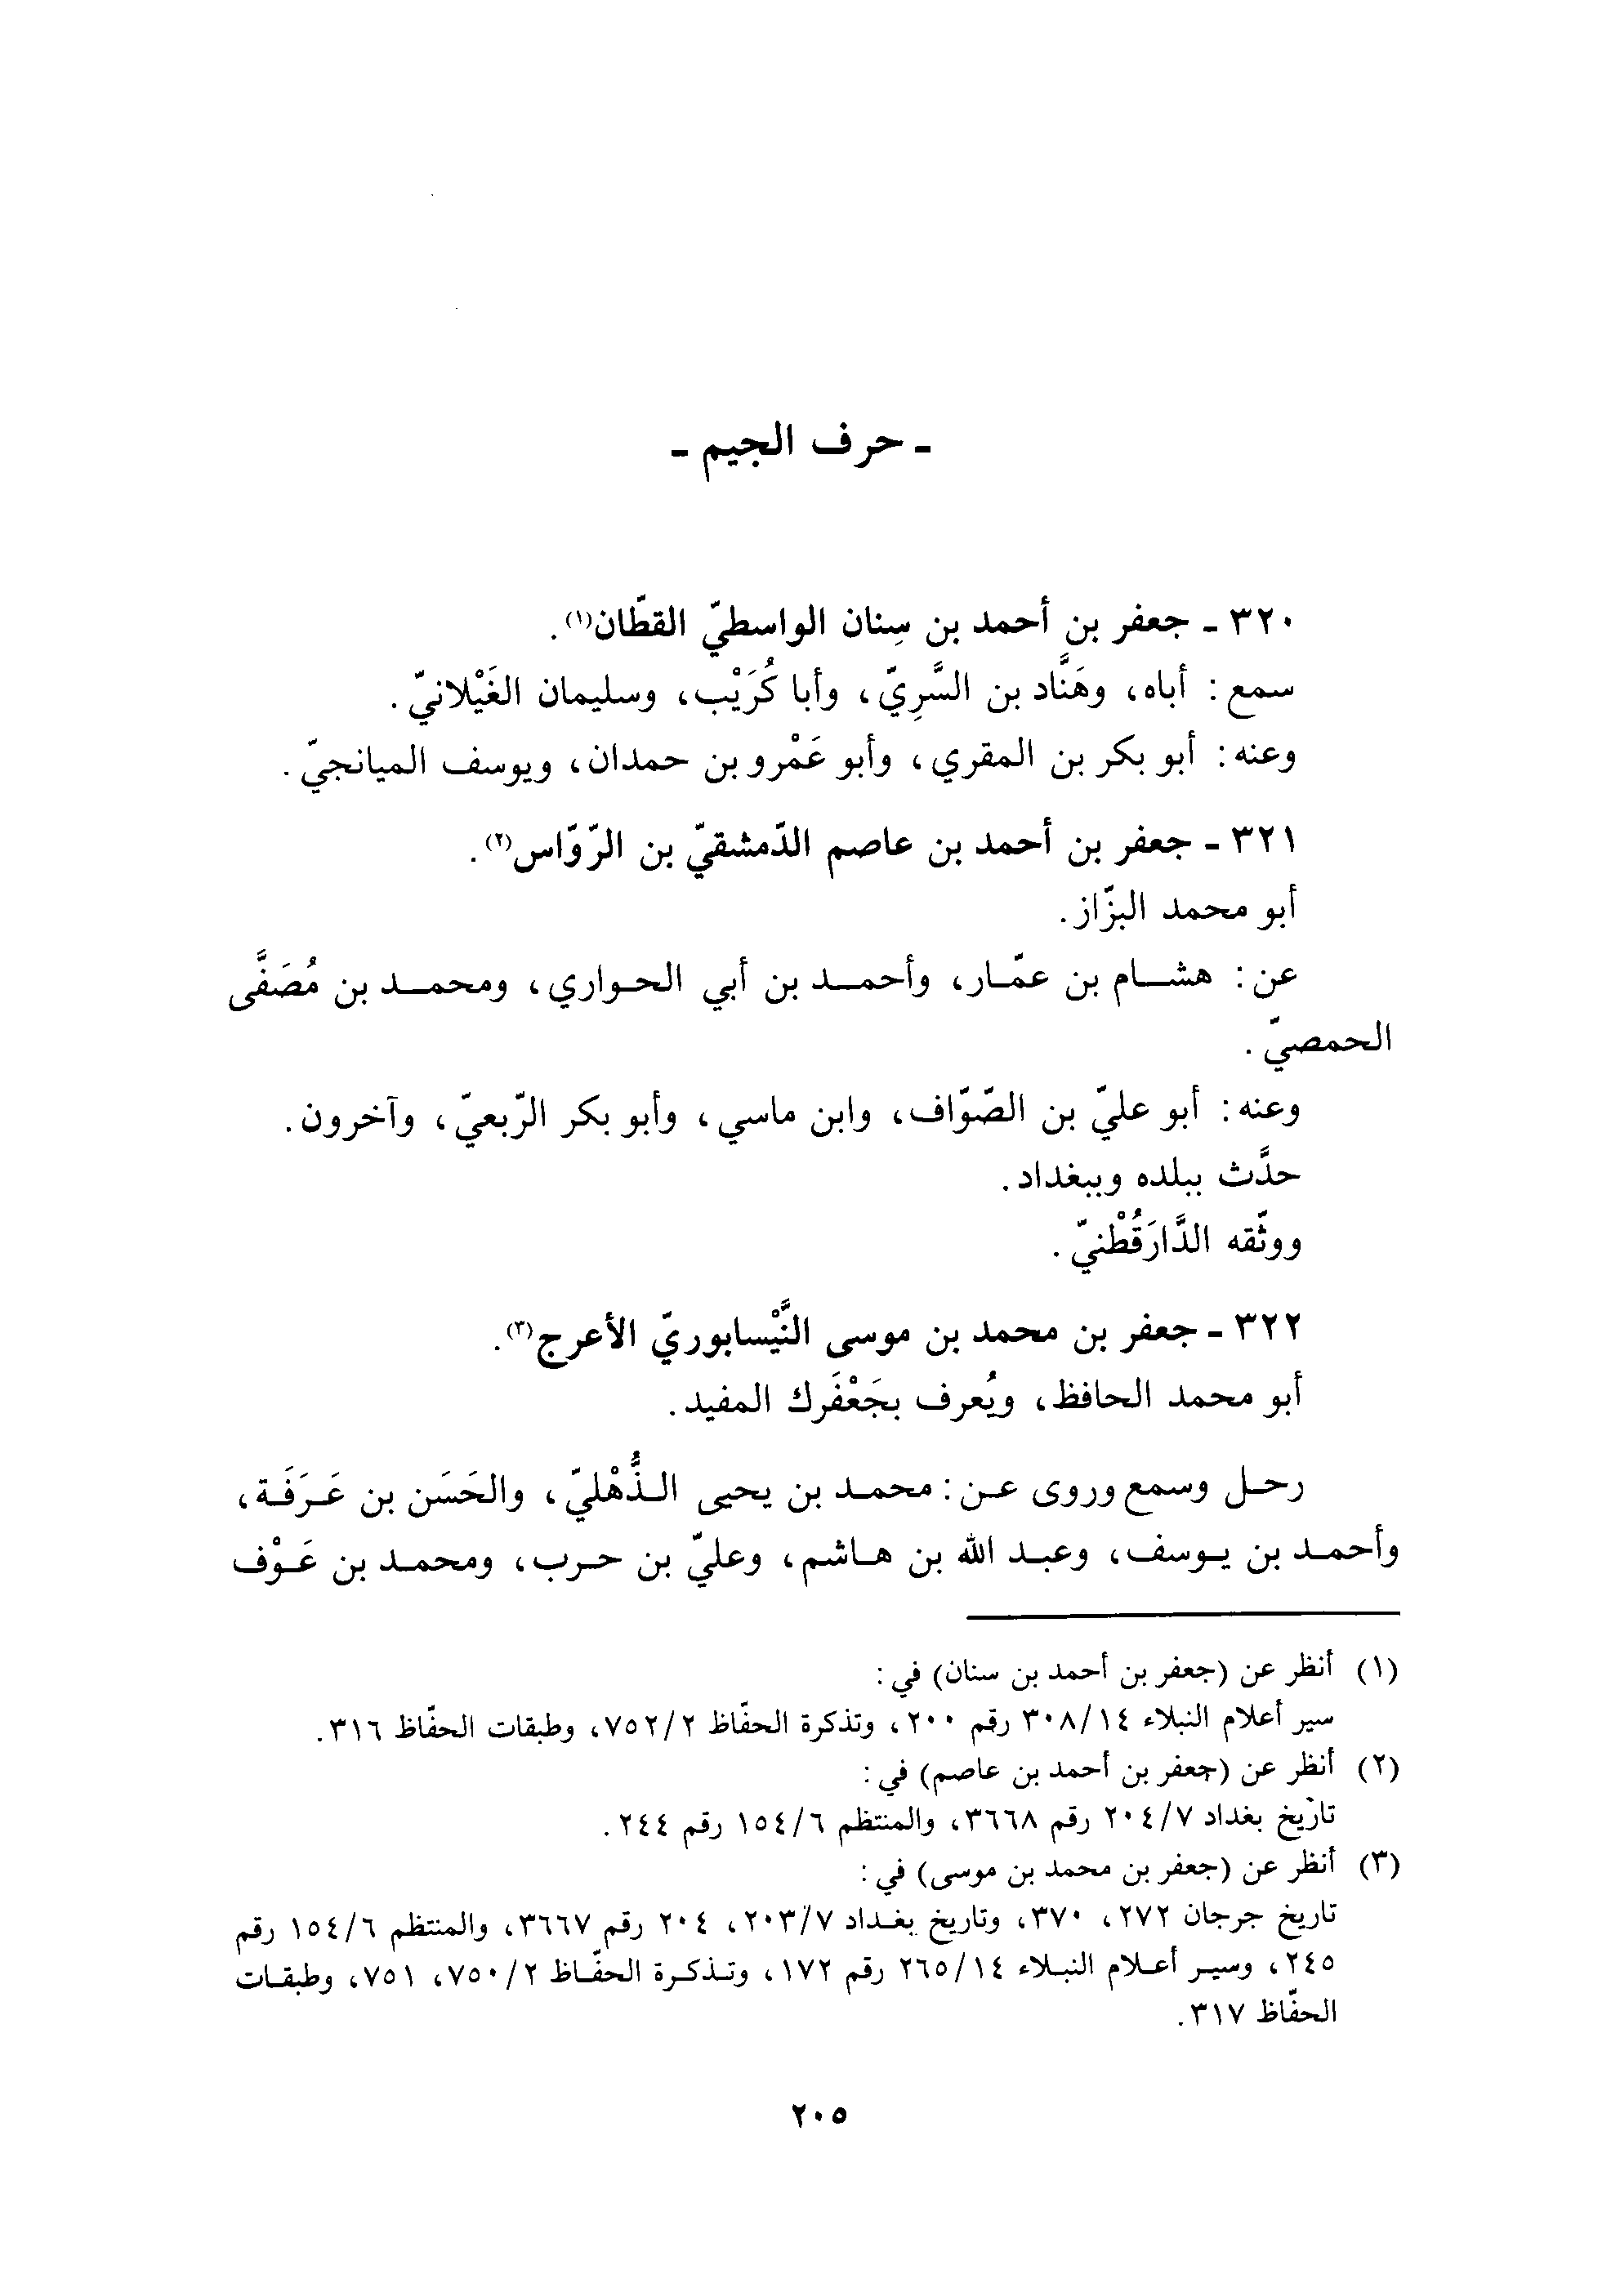 - حرف الجيم -
٣٢٠ - جعفر بن أحمد بن سِنان الواسطيّ القطّان(١).
سمع: أباه، وهَنَّاد بن السَّرِيّ، وأبا كُرَيْب، وسليمان الغَيْلانيّ.
وعنه: أبو بكر بن المقري، وأبو عَمْرو بن حمدان، ويوسف الميانجيّ.
٣٢١ - جعفر بن أحمد بن عاصم الدّمشقيّ بن الرّوّاس(٢).
أبو محمد البزّاز.
عن: هشام بن عمّار، وأحمد بن أبي الحواري، ومحمد بن مُصَفَّى
الحمصيّ.
وعنه: أبو عليّ بن الصّوّاف، وابن ماسي، وأبو بكر الرّبعيّ، وآخرون.
حدَّث ببلده وببغداد.
ووثّقه الدَّارَقُطْنيّ.
٣٢٢ - جعفر بن محمد بن موسى النَّيْسابوريّ الأعرج(٣).
أبو محمد الحافظ، ويُعرف بجَعْفَرك المفيد.
رحل وسمع وروى عن: محمد بن يحيى الذُّهْليّ، والحَسَن بن عَرَفَة،
وأحمد بن يوسف، وعبد الله بن هاشم، وعليّ بن حرب، ومحمد بن عَوْف
(١) أنظر عن (جعفر بن أحمد بن سنان) في:
سير أعلام النبلاء ٣٠٨/١٤ رقم ٢٠٠، وتذكرة الحفّاظ ٧٥٢/٢، وطبقات الحفّاظ ٣١٦.
(٢) أنظر عن (جعفر بن أحمد بن عاصم) في:
تاريخ بغداد ٢٠٤/٧ رقم ٣٦٦٨، والمنتظم ١٥٤/٦ رقم ٢٤٤.
(٣) أنظر عن (جعفر بن محمد بن موسى) في:
تاريخ جرجان ٢٧٢، ٣٧٠، وتاريخ بغداد ٢٠٣/٧، ٢٠٤ رقم ٣٦٦٧، والمنتظم ١٥٤/٦ رقم
٢٤٥، وسير أعلام النبلاء ٢٦٥/١٤ رقم ١٧٢، وتذكرة الحفّاظ ٧٥٠/٢، ٧٥١، وطبقات
الحفّاظ ٣١٧.
٢٠٥